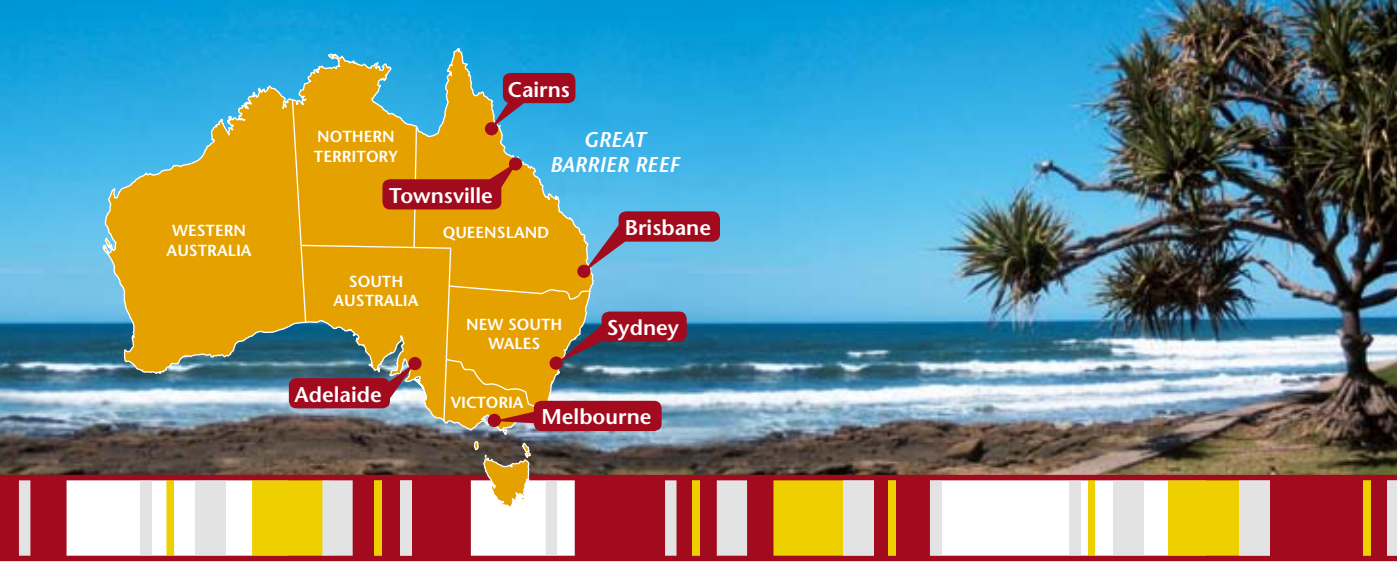 Cairns
NOTHERN
TERRITORY
GREAT
BARRIER REEF
Townsville
WESTERN
AUSTRALIA
QUEENSLAND
Brisbane
SOUTH
AUSTRALIA
NEW SOUTH
WALES
Sydney
Adelaide
VICTORIA
Melbourne